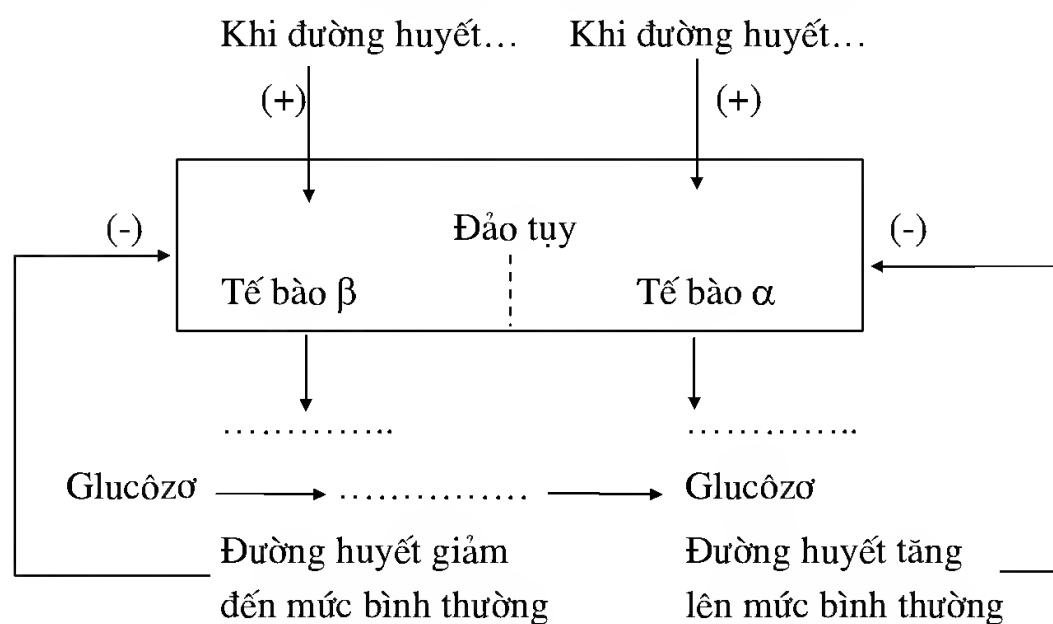 Khi đường huyết… Khi đường huyết…
(+) (+)
(-) Đảo tụy (-)
Tế bào β Tế bào α
…………….. ……………..
Glucôzơ ……………… Glucôzơ
Đường huyết giảm Đường huyết tăng
đến mức bình thường lên mức bình thường